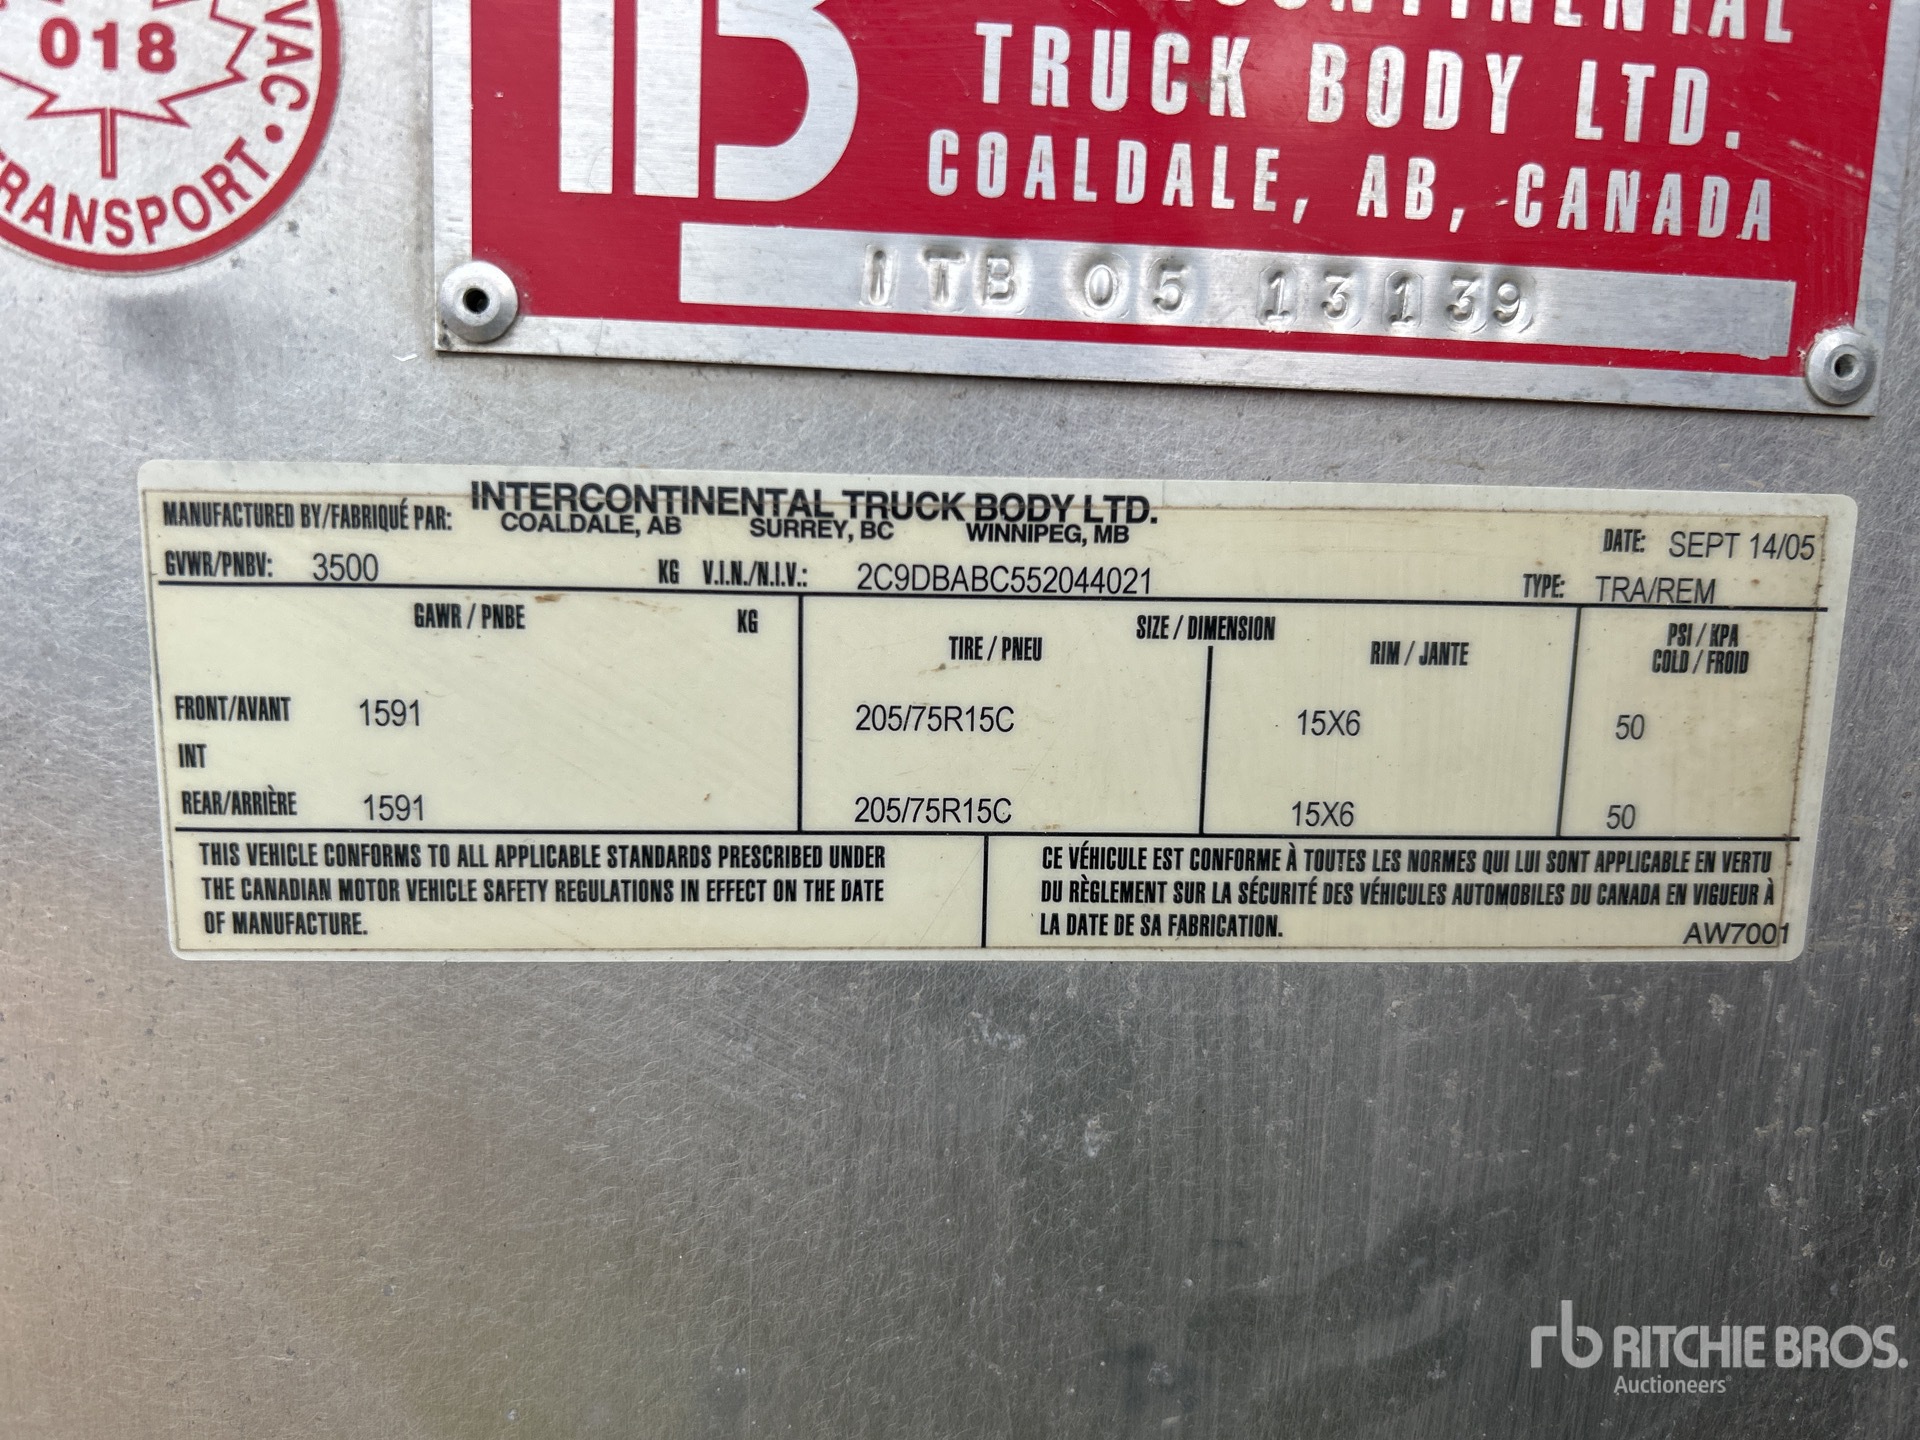 018
VAC •
TRANSPORT •
TRUCK BODY LTD.
COALDALE, AB, CANADA
ITB 05 13139
MANUFACTURED BY/FABRIQUÉ PAR: INTERCONTINENTAL TRUCK BODY LTD.
COALDALE, AB SURREY, BC WINNIPEG, MB
DATE: SEPT 14/05
GVWR/PNBV: 3500 KG V.I.N./N.I.V.: 2C9DBABC552044021 TYPE: TRA/REM
GAWR / PNBE KG SIZE / DIMENSION PSI / KPA
TIRE / PNEU RIM / JANTE COLD / FROID
FRONT/AVANT 1591 205/75R15C 15X6 50
INT
REAR/ARRIÈRE 1591 205/75R15C 15X6 50
THIS VEHICLE CONFORMS TO ALL APPLICABLE STANDARDS PRESCRIBED UNDER
THE CANADIAN MOTOR VEHICLE SAFETY REGULATIONS IN EFFECT ON THE DATE
OF MANUFACTURE.
CE VÉHICULE EST CONFORME À TOUTES LES NORMES QUI LUI SONT APPLICABLE EN VERTU
DU RÈGLEMENT SUR LA SÉCURITÉ DES VÉHICULES AUTOMOBILES DU CANADA EN VIGUEUR À
LA DATE DE SA FABRICATION.
AW7001
rb RITCHIE BROS.
Auctioneers